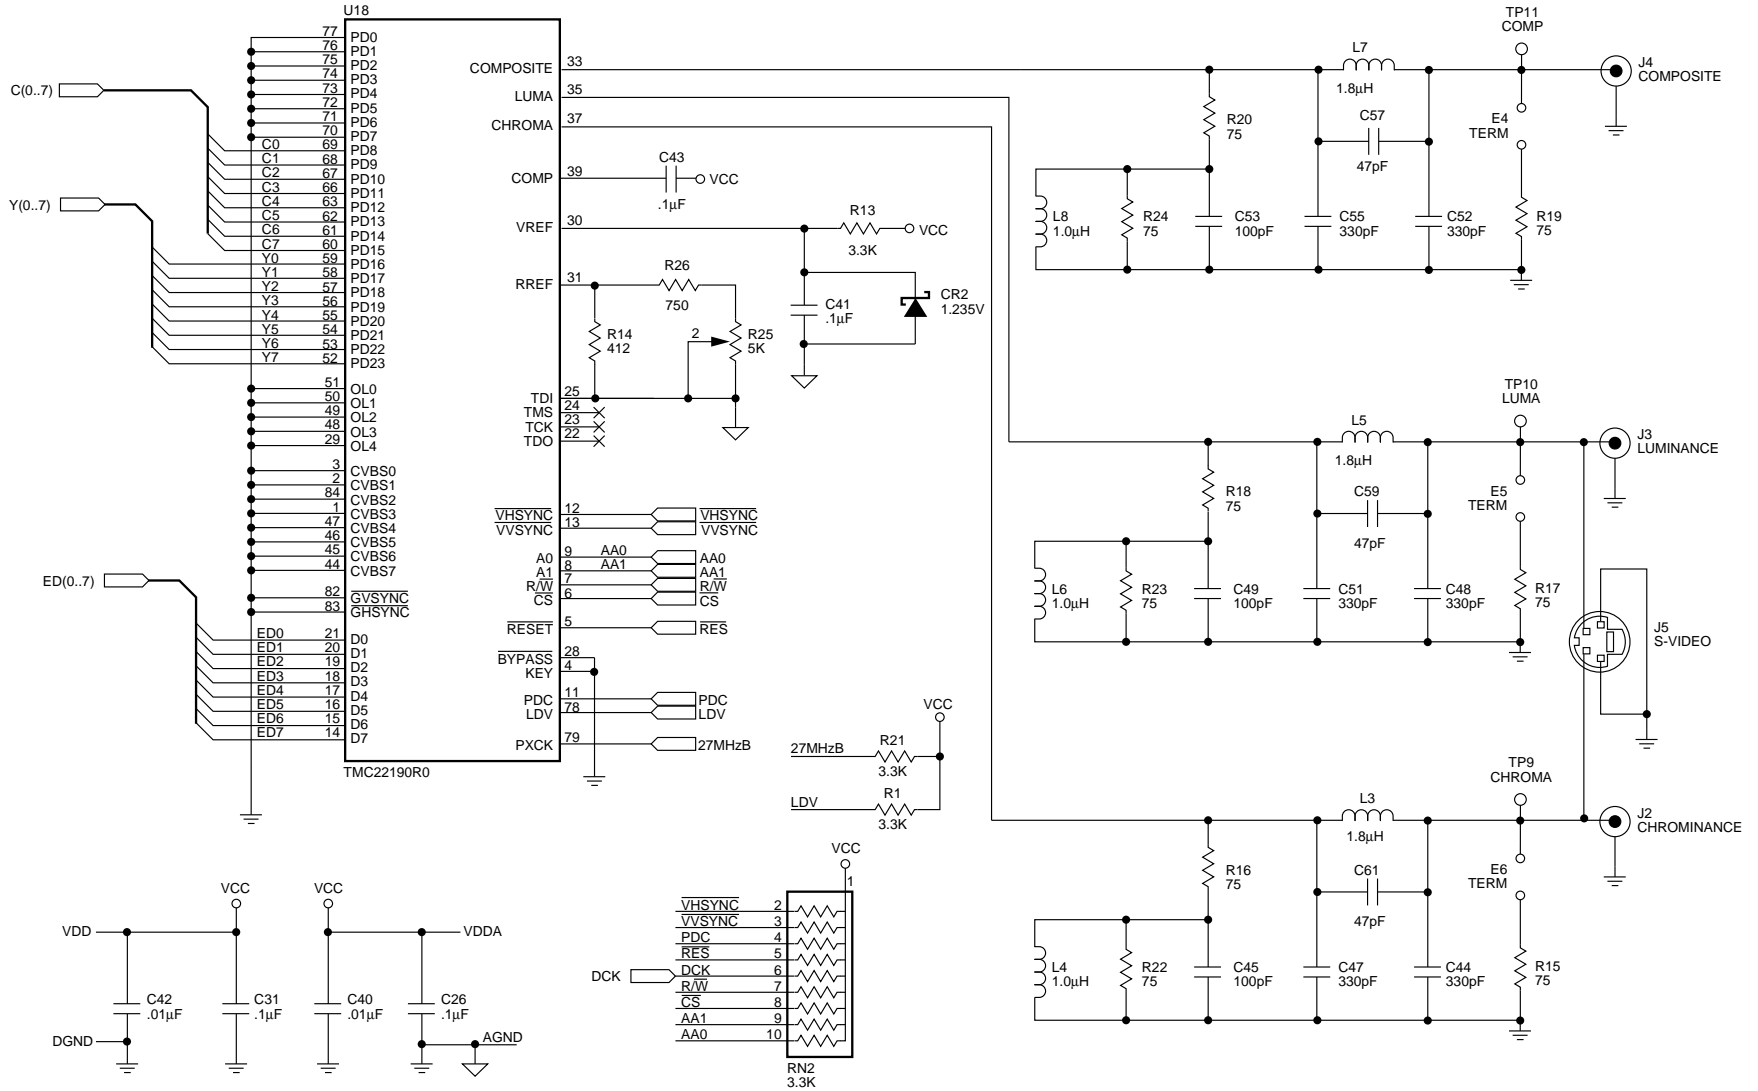 U18
77 PD0
76 PD1
75 PD2
74 PD3
73 PD4
72 PD5
71 PD6
70 PD7
C(0..7)
C0 69 PD8
C1 68 PD9
C2 67 PD10
C3 66 PD11
C4 63 PD12
C5 62 PD13
C6 61 PD14
C7 60 PD15
Y(0..7)
Y0 59 PD16
Y1 58 PD17
Y2 57 PD18
Y3 56 PD19
Y4 55 PD20
Y5 54 PD21
Y6 53 PD22
Y7 52 PD23
51 OL0
50 OL1
49 OL2
48 OL3
29 OL4
3 CVBS0
2 CVBS1
84 CVBS2
1 CVBS3
47 CVBS4
46 CVBS5
45 CVBS6
44 CVBS7
82 GVSYNC
83 GHSYNC
ED(0..7)
ED0 21 D0
ED1 20 D1
ED2 19 D2
ED3 18 D3
ED4 17 D4
ED5 16 D5
ED6 15 D6
ED7 14 D7
TMC22190R0
COMPOSITE 33
LUMA 35
CHROMA 37
COMP 39
C43
.1µF
VCC
VREF 30
R13
3.3K
VCC
RREF 31
R26
750
R14
412
2
R25
5K
C41
.1µF
CR2
1.235V
TDI 25
TMS 24
TCK 23
TDO 22
VHSYNC 12 VHSYNC
VVSYNC 13 VVSYNC
A0 9 AA0 AA0
A1 8 AA1 AA1
R/W 7 R/W
CS 6 CS
RESET 5 RES
BYPASS 28
KEY 4
PDC 11 PDC
LDV 78 LDV
PXCK 79 27MHzB
TP11
COMP
L7
1.8µH
J4
COMPOSITE
R20
75
C57
47pF
E4
TERM
L8
1.0µH
R24
75
C53
100pF
C55
330pF
C52
330pF
R19
75
TP10
LUMA
L5
1.8µH
J3
LUMINANCE
R18
75
C59
47pF
E5
TERM
L6
1.0µH
R23
75
C49
100pF
C51
330pF
C48
330pF
R17
75
J5
S-VIDEO
TP9
CHROMA
L3
1.8µH
J2
CHROMINANCE
R16
75
C61
47pF
E6
TERM
L4
1.0µH
R22
75
C45
100pF
C47
330pF
C44
330pF
R15
75
VCC
27MHzB
R21
3.3K
LDV
R1
3.3K
VCC
1
VHSYNC 2
VVSYNC 3
PDC 4
RES 5
DCK DCK 6
R/W 7
CS 8
AA1 9
AA0 10
RN2
3.3K
VCC
VDD
C42
.01µF
C31
.1µF
DGND
VCC
VDDA
C40
.01µF
C26
.1µF
AGND